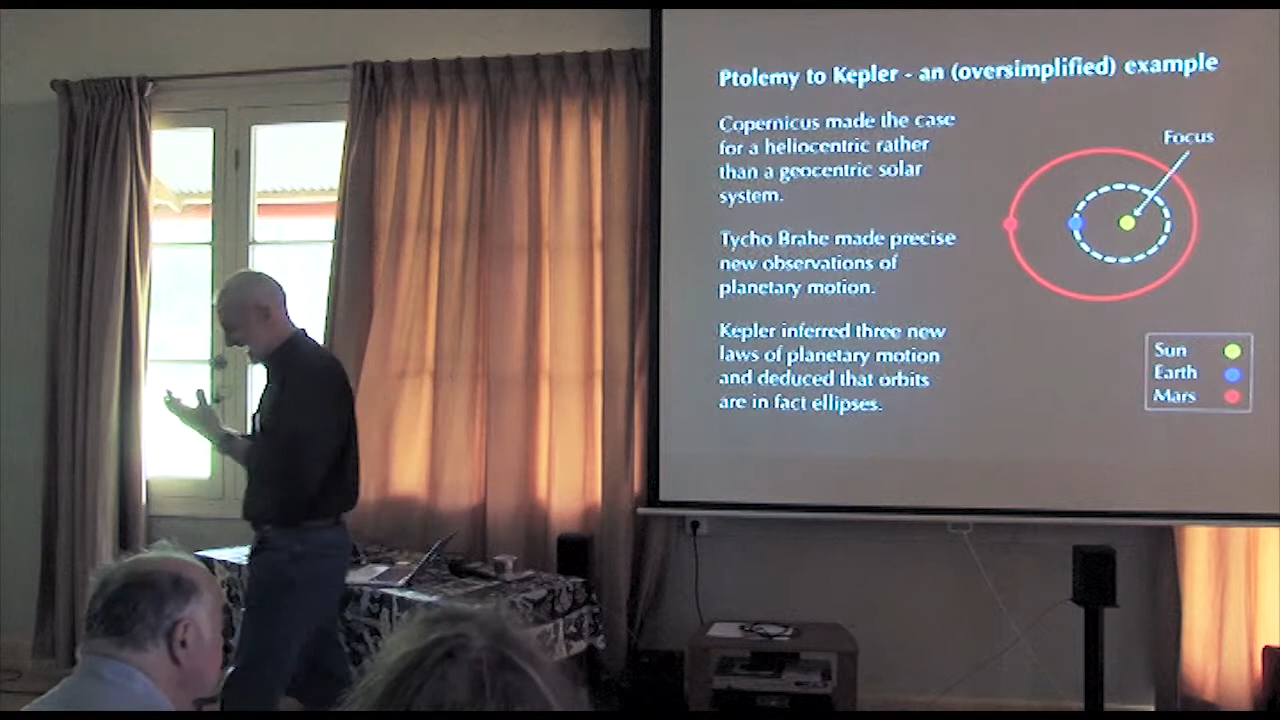 Ptolemy to Kepler - an (oversimplified) example
Copernicus made the case
for a heliocentric rather
than a geocentric solar
system.
Tycho Brahe made precise
new observations of
planetary motion.
Kepler inferred three new
laws of planetary motion
and deduced that orbits
are in fact ellipses.
Focus
Sun
Earth
Mars